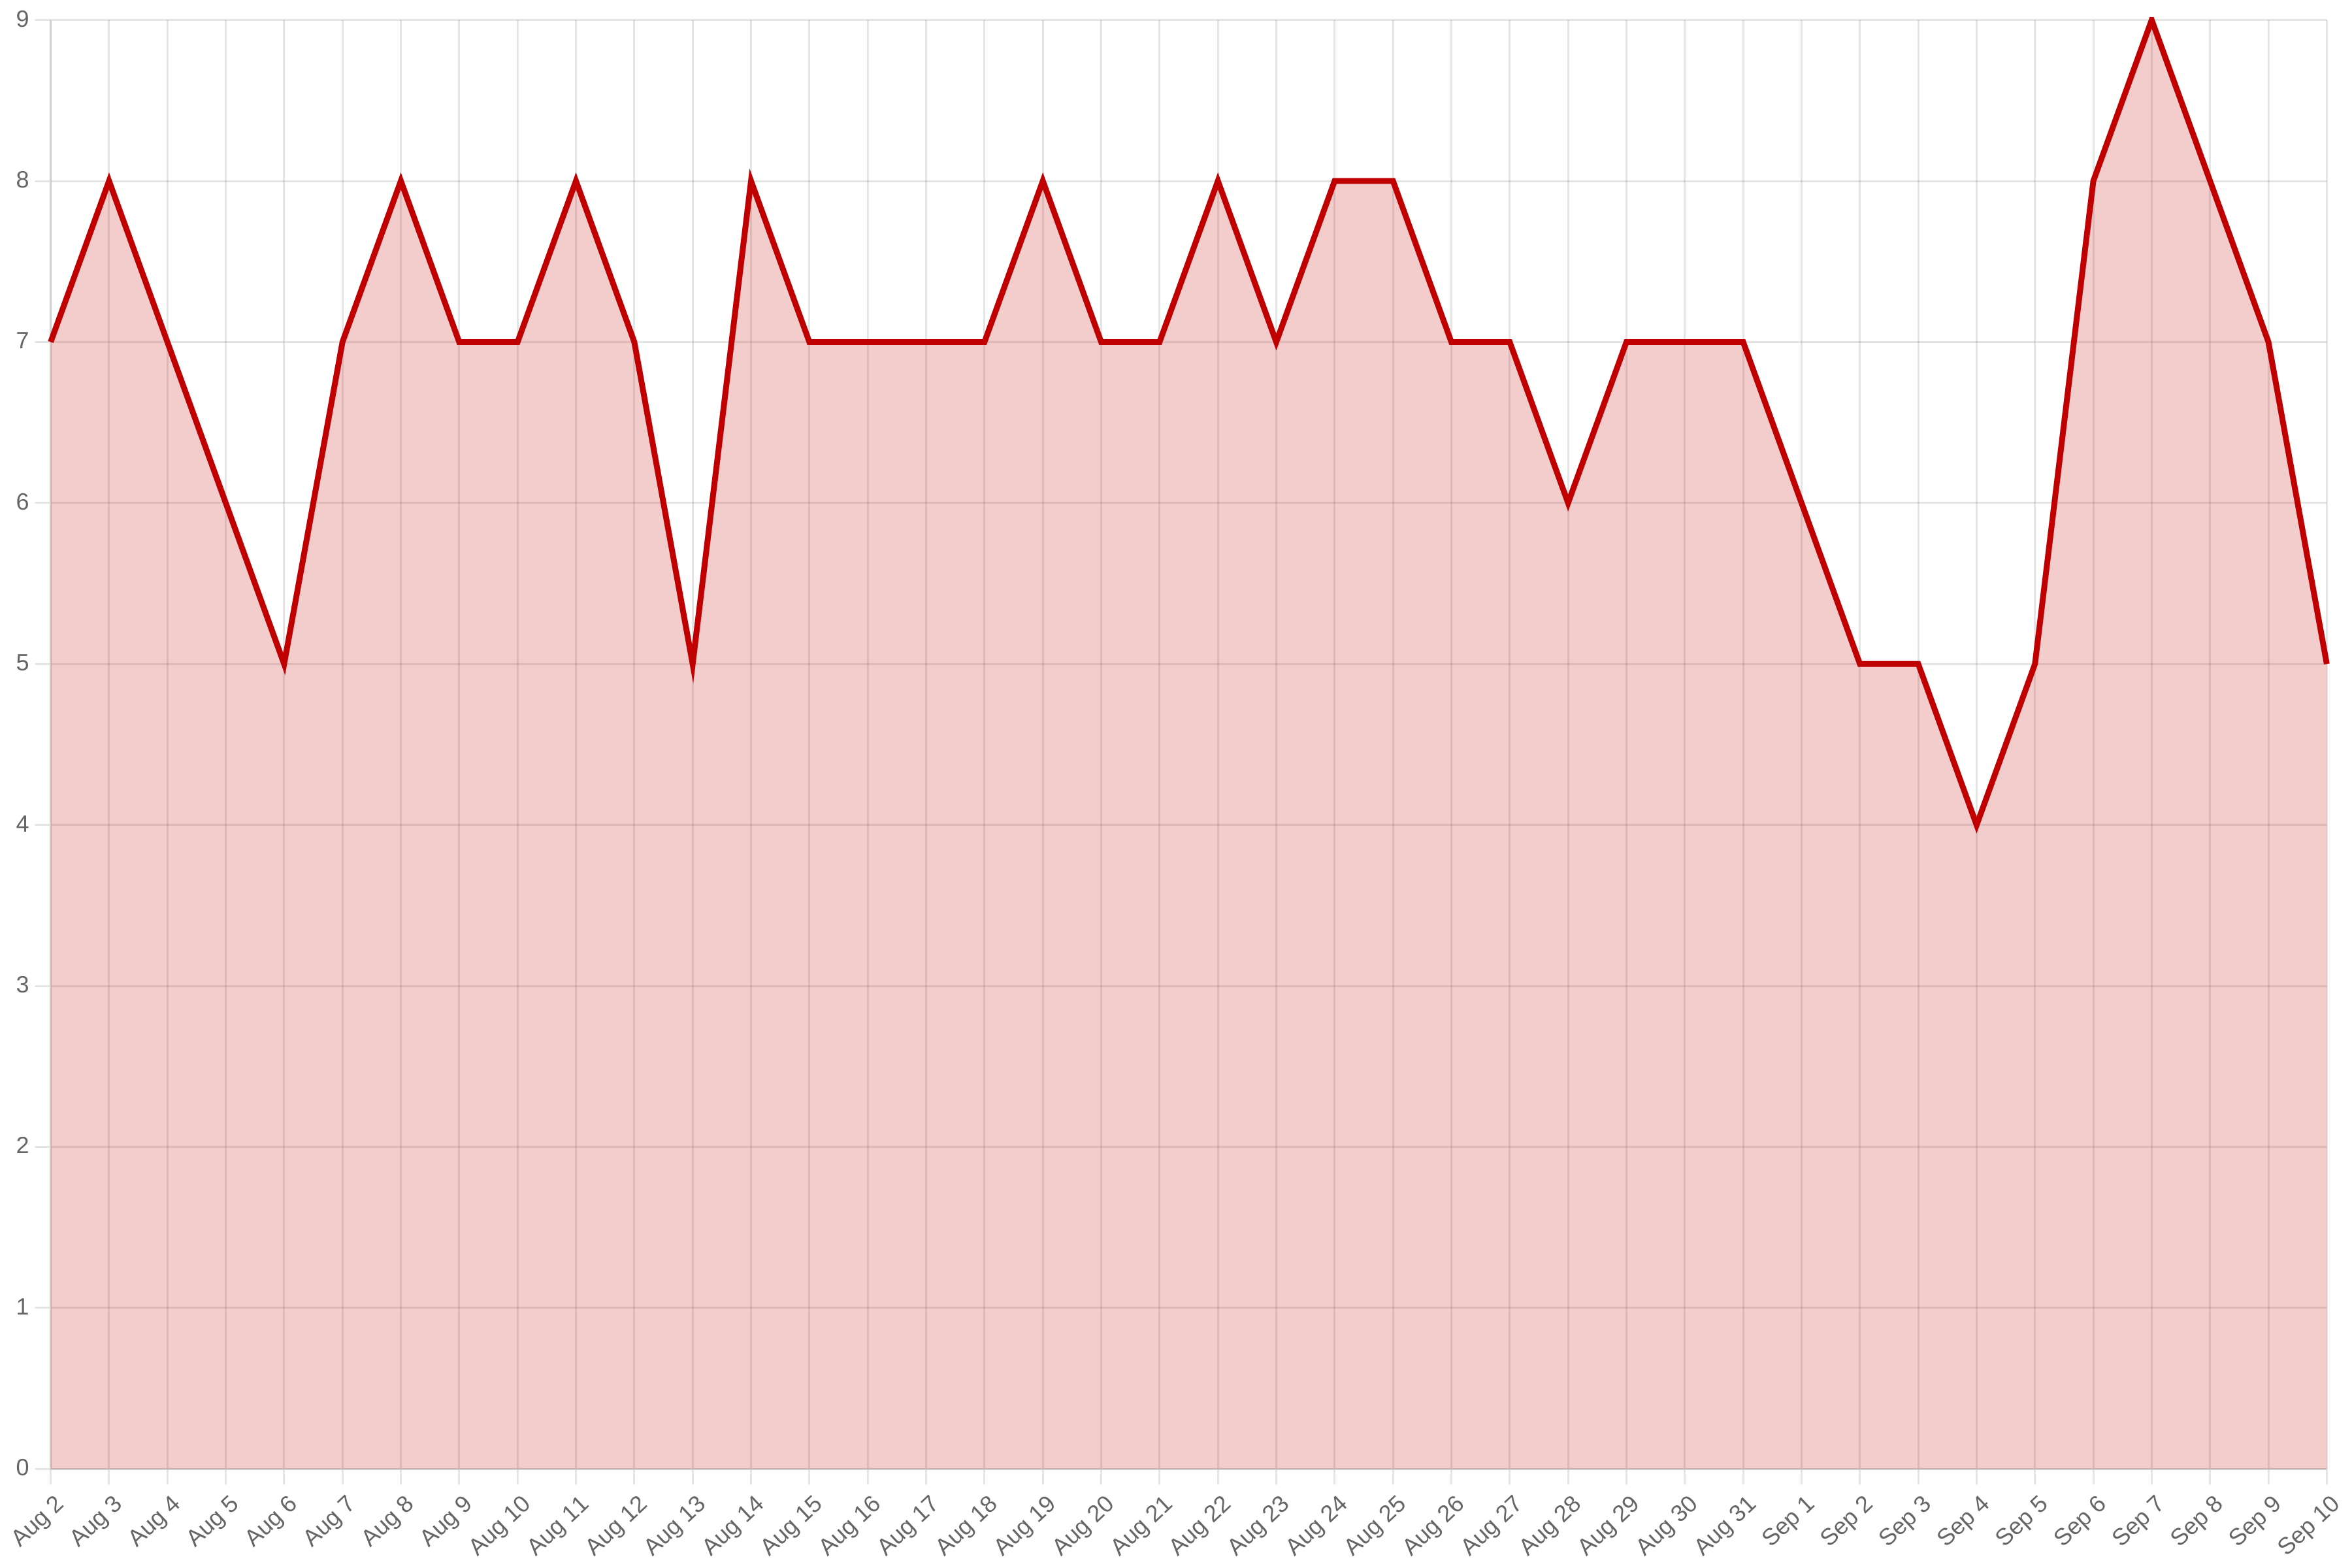 9
8
7
6
5
4
3
2
1
0
Aug 2
Aug 3
Aug 4
Aug 5
Aug 6
Aug 7
Aug 8
Aug 9
Aug 10
Aug 11
Aug 12
Aug 13
Aug 14
Aug 15
Aug 16
Aug 17
Aug 18
Aug 19
Aug 20
Aug 21
Aug 22
Aug 23
Aug 24
Aug 25
Aug 26
Aug 27
Aug 28
Aug 29
Aug 30
Aug 31
Sep 1
Sep 2
Sep 3
Sep 4
Sep 5
Sep 6
Sep 7
Sep 8
Sep 9
Sep 10